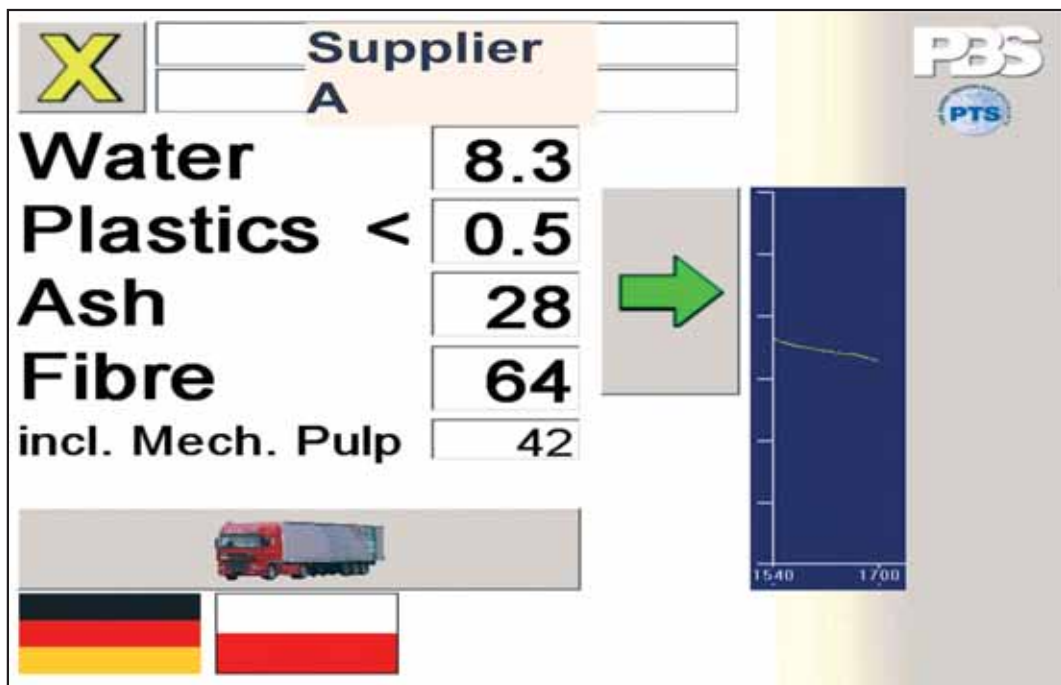 X
Supplier
A
PBS
PTS
Water 8.3
Plastics < 0.5
Ash 28
Fibre 64
incl. Mech. Pulp 42
1540 1700